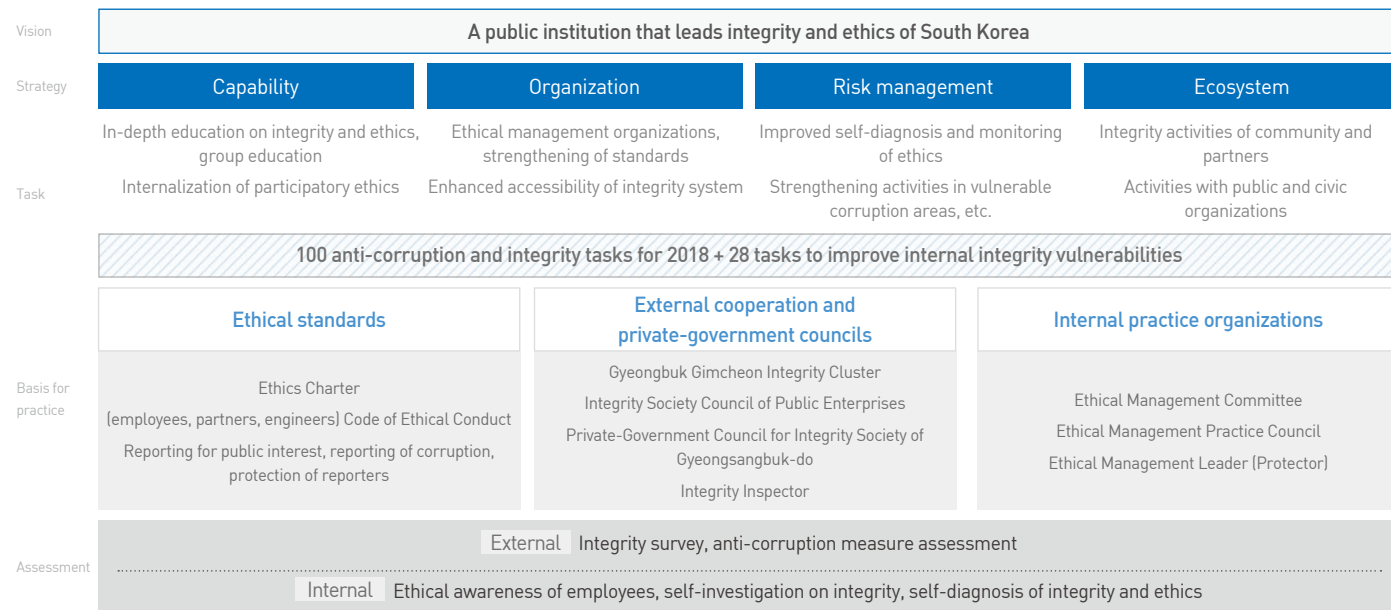 Vision
A public institution that leads integrity and ethics of South Korea
Strategy
Capability
Organization
Risk management
Ecosystem
Task
In-depth education on integrity and ethics,
group education
Internalization of participatory ethics
Ethical management organizations,
strengthening of standards
Enhanced accessibility of integrity system
Improved self-diagnosis and monitoring
of ethics
Strengthening activities in vulnerable
corruption areas, etc.
Integrity activities of community and
partners
Activities with public and civic
organizations
100 anti-corruption and integrity tasks for 2018 + 28 tasks to improve internal integrity vulnerabilities
Basis for
practice
Ethical standards
Ethics Charter
(employees, partners, engineers) Code of Ethical Conduct
Reporting for public interest, reporting of corruption,
protection of reporters
External cooperation and
private-government councils
Gyeongbuk Gimcheon Integrity Cluster
Integrity Society Council of Public Enterprises
Private-Government Council for Integrity Society of
Gyeongsangbuk-do
Integrity Inspector
Internal practice organizations
Ethical Management Committee
Ethical Management Practice Council
Ethical Management Leader (Protector)
Assessment
External Integrity survey, anti-corruption measure assessment
Internal Ethical awareness of employees, self-investigation on integrity, self-diagnosis of integrity and ethics